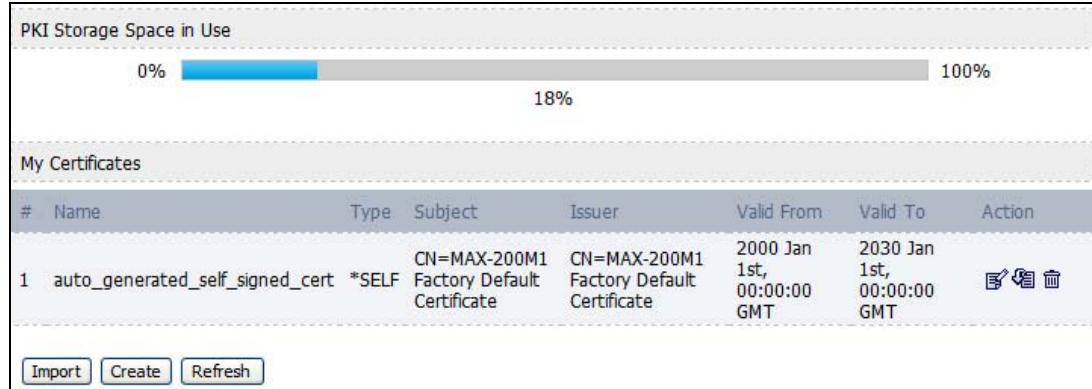 PKI Storage Space in Use
0% 100%
18%
My Certificates
# Name Type Subject Issuer Valid From Valid To Action
1 auto_generated_self_signed_cert *SELF CN=MAX-200M1 Factory Default Certificate CN=MAX-200M1 Factory Default Certificate 2000 Jan 1st, 00:00:00 GMT 2030 Jan 1st, 00:00:00 GMT
Import Create Refresh